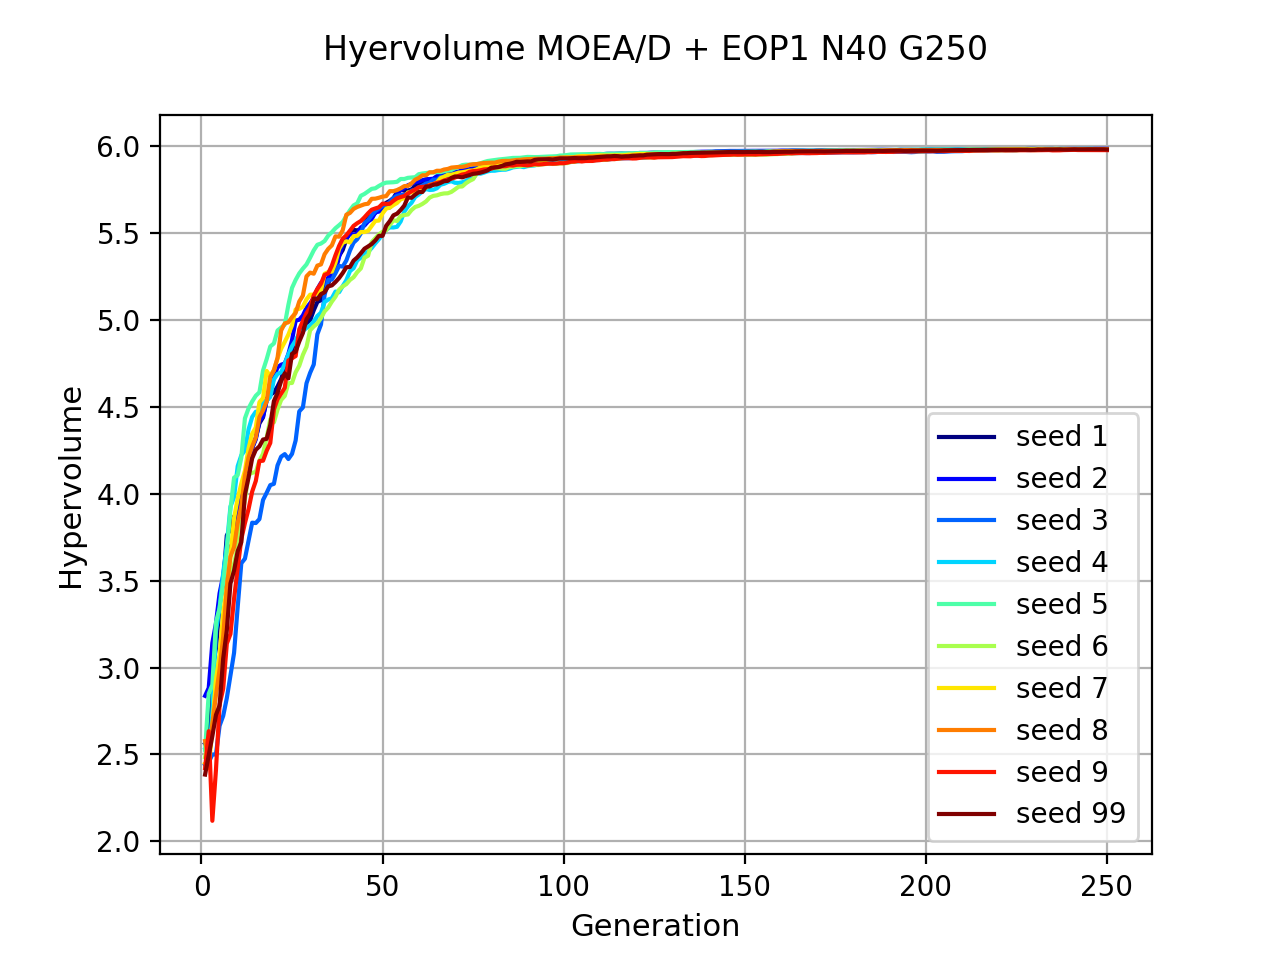 Hyervolume MOEA/D + EOP1 N40 G250
6.0
5.5
5.0
4.5
4.0
3.5
3.0
2.5
2.0
Hypervolume
seed 1
seed 2
seed 3
seed 4
seed 5
seed 6
seed 7
seed 8
seed 9
seed 99
0 50 100 150 200 250
Generation